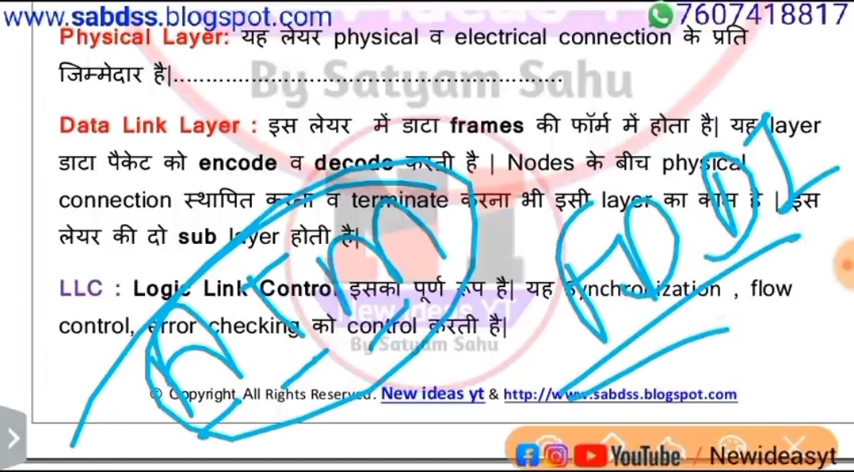 www.sabdss.blogspot.com 7607418817
Physical Layer: यह लेयर physical व electrical connection के प्रति
जिम्मेदार है|............................................................
By Satyam Sahu
Data Link Layer : इस लेयर में डाटा frames की फॉर्म में होता है| यह layer
डाटा पैकेट को encode व decode करती है | Nodes के बीच physical
connection स्थापित करना व terminate करना भी इसी layer का काम है | इस
लेयर की दो sub layer होती है|
ATM FDDI
LLC : Logic Link Control इसका पूर्ण रूप है| यह Synchronization , flow
control, error checking को control करती है|
New ideas YT
By Satyam Sahu
© Copyright All Rights Reserved. New ideas yt & http://www.sabdss.blogspot.com
YouTube / Newideasyt